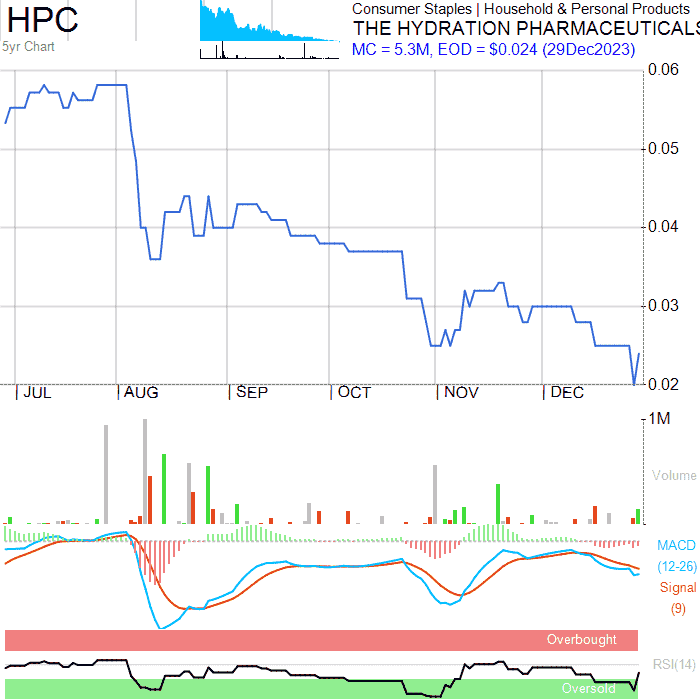 HPC
5yr Chart
Consumer Staples | Household & Personal Products
THE HYDRATION PHARMACEUTICALS
MC = 5.3M, EOD = $0.024 (29Dec2023)
0.06
0.05
0.04
0.03
0.02
JUL AUG SEP OCT NOV DEC
1M
Volume
MACD
(12-26)
Signal
(9)
Overbought
RSI(14)
Oversold